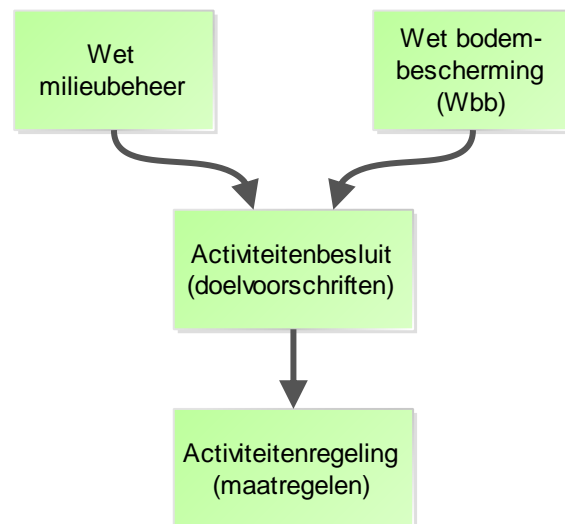 Wet
milieubeheer
Wet bodem-
bescherming
(Wbb)
Activiteitenbesluit
(doelvoorschriften)
Activiteitenregeling
(maatregelen)